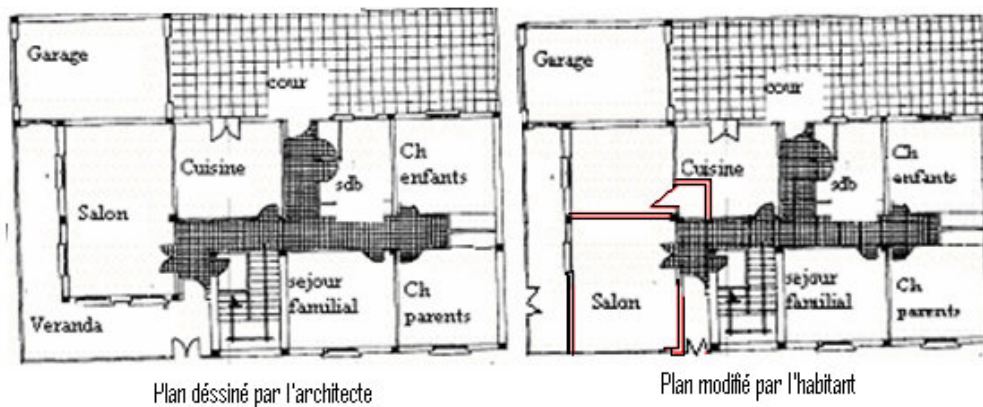 Garage
cour
Cuisine
sdb
Ch
enfants
Salon
sejour
familial
Ch
parents
Veranda
Plan déssiné par l'architecte
Garage
cour
Cuisine
sdb
Ch
enfants
Salon
sejour
familial
Ch
parents
Plan modifié par l'habitant